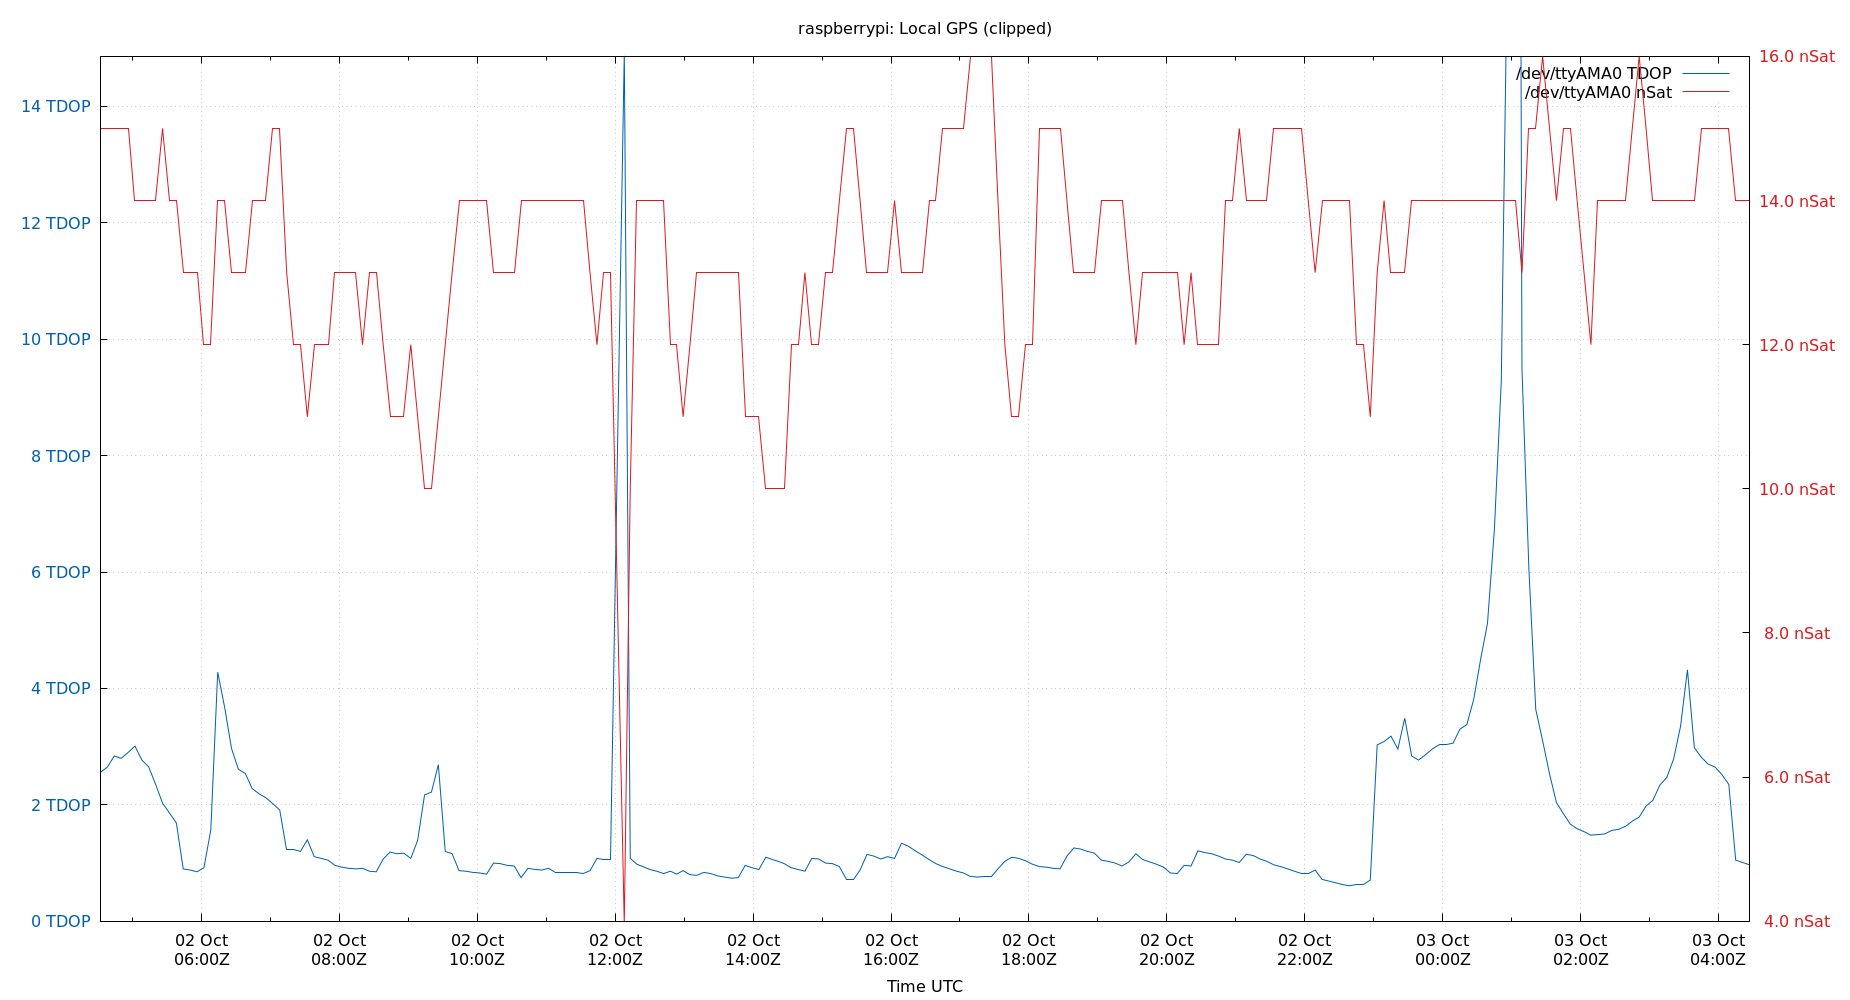 raspberrypi: Local GPS (clipped)
/dev/ttyAMA0 TDOP
/dev/ttyAMA0 nSat
14 TDOP
12 TDOP
10 TDOP
8 TDOP
6 TDOP
4 TDOP
2 TDOP
0 TDOP
16.0 nSat
14.0 nSat
12.0 nSat
10.0 nSat
8.0 nSat
6.0 nSat
4.0 nSat
02 Oct
06:00Z
02 Oct
08:00Z
02 Oct
10:00Z
02 Oct
12:00Z
02 Oct
14:00Z
02 Oct
16:00Z
02 Oct
18:00Z
02 Oct
20:00Z
02 Oct
22:00Z
03 Oct
00:00Z
03 Oct
02:00Z
03 Oct
04:00Z
Time UTC